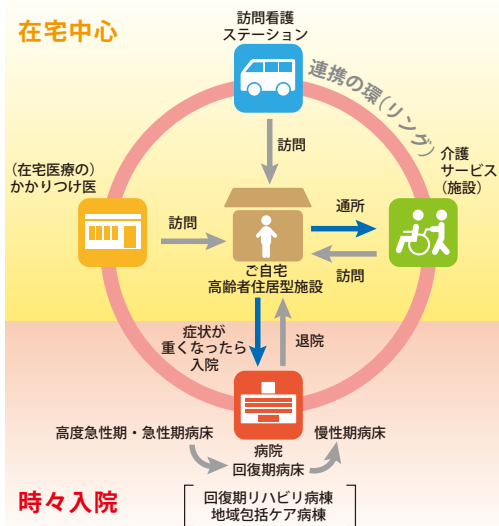 在宅中心
訪問看護
ステーション
連携の環(リング)
訪問
(在宅医療の)
かかりつけ医
介護
サービス
(施設)
訪問
通所
訪問
ご自宅
高齢者住居型施設
症状が
重くなったら
入院
退院
高度急性期・急性期病床
病院
回復期病床
慢性期病床
時々入院
回復期リハビリ病棟
地域包括ケア病棟